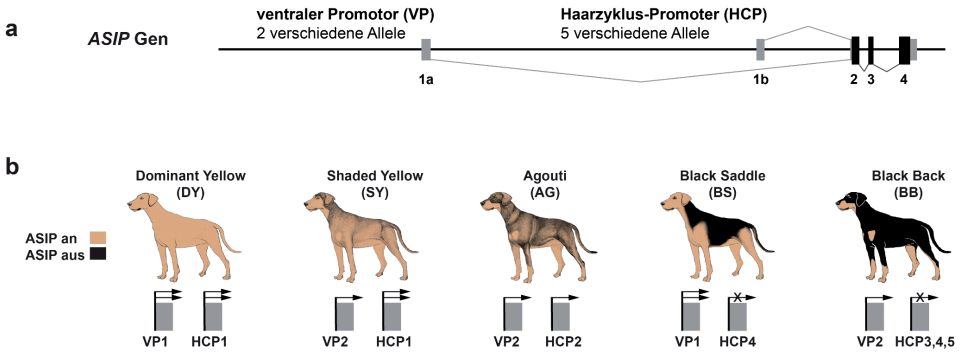 a
ASIP Gen
ventraler Promotor (VP)
2 verschiedene Allele
Haarzyklus-Promoter (HCP)
5 verschiedene Allele
1a
1b
2
3
4
b
Dominant Yellow
(DY)
Shaded Yellow
(SY)
Agouti
(AG)
Black Saddle
(BS)
Black Back
(BB)
ASIP an
ASIP aus
X
X
VP1
HCP1
VP2
HCP1
VP2
HCP2
VP1
HCP4
VP2
HCP3,4,5